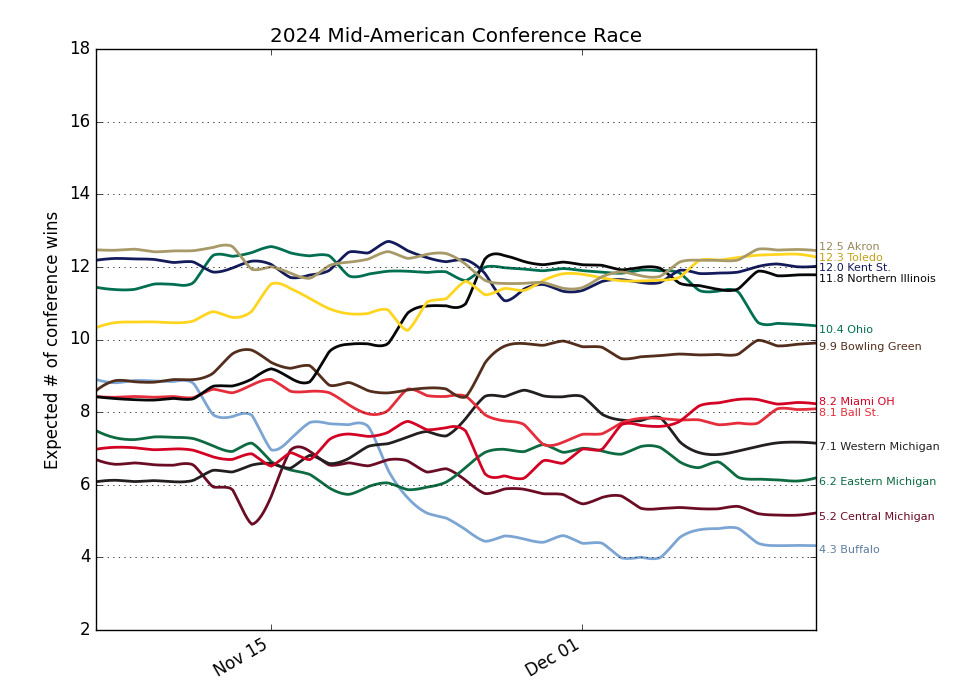 2024 Mid-American Conference Race
Expected # of conference wins
18
16
14
12
10
8
6
4
2
Nov 15
Dec 01
12.5 Akron
12.3 Toledo
12.0 Kent St.
11.8 Northern Illinois
10.4 Ohio
9.9 Bowling Green
8.2 Miami OH
8.1 Ball St.
7.1 Western Michigan
6.2 Eastern Michigan
5.2 Central Michigan
4.3 Buffalo